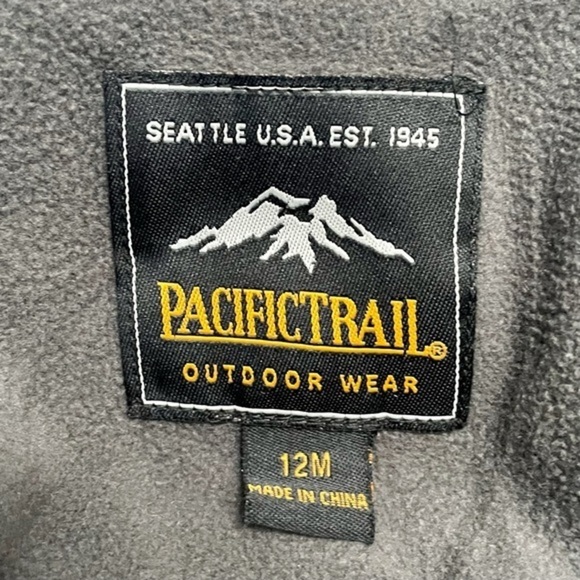 SEATTLE U.S.A. EST. 1945
PACIFICTRAIL®
OUTDOOR WEAR
12M
MADE IN CHINA